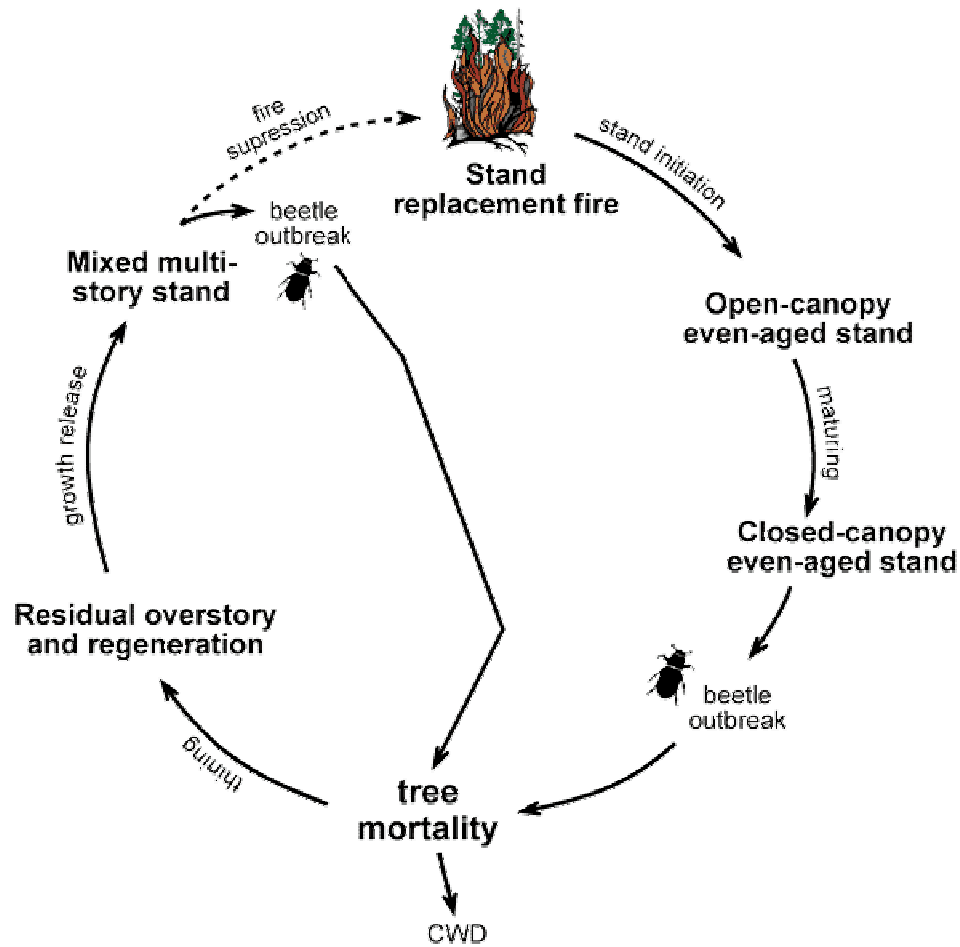 fire
supression
stand initiation
Stand
replacement fire
beetle
outbreak
Mixed multi-
story stand
Open-canopy
even-aged stand
growth release
maturing
Closed-canopy
even-aged stand
Residual overstory
and regeneration
beetle
outbreak
thining
tree
mortality
CWD